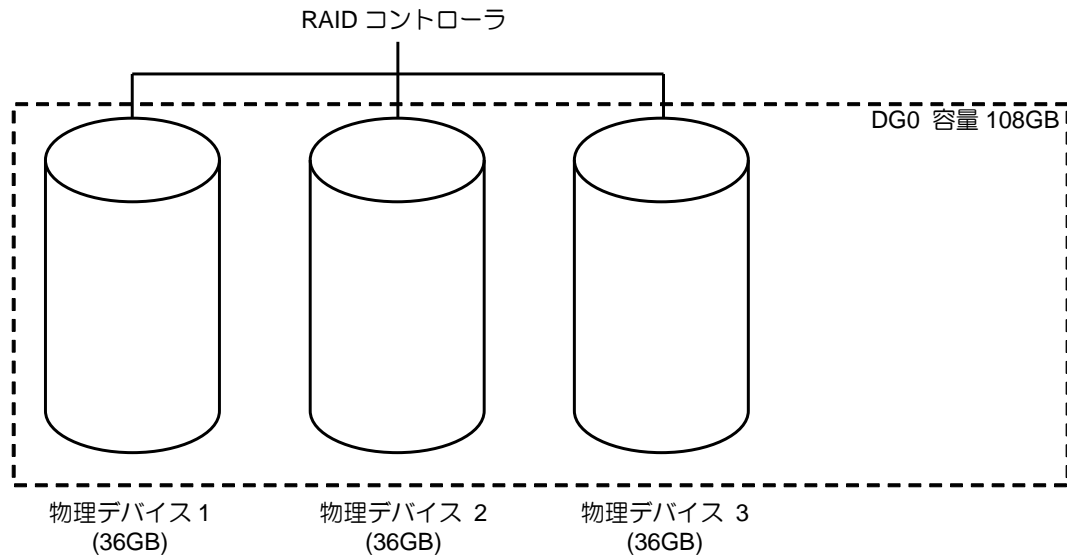 RAID コントローラ
DG0 容量 108GB
物理デバイス 1
(36GB)
物理デバイス 2
(36GB)
物理デバイス 3
(36GB)